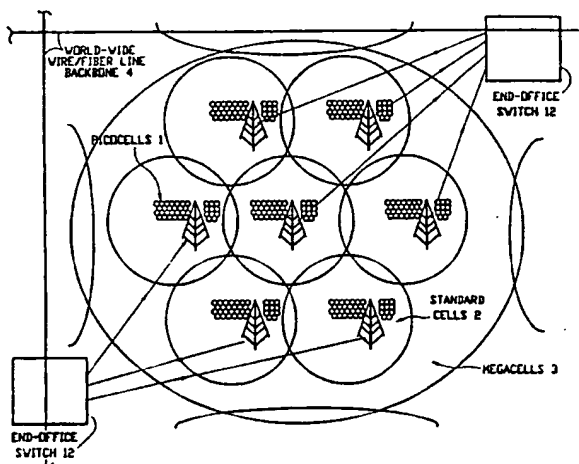 WORLD-WIDE
WIRE/FIBER LINE
BACKBONE 4
END-OFFICE
SWITCH 12
PICOCELLS 1
STANDARD
CELLS 2
MEGACELLS 3
END-OFFICE
SWITCH 12